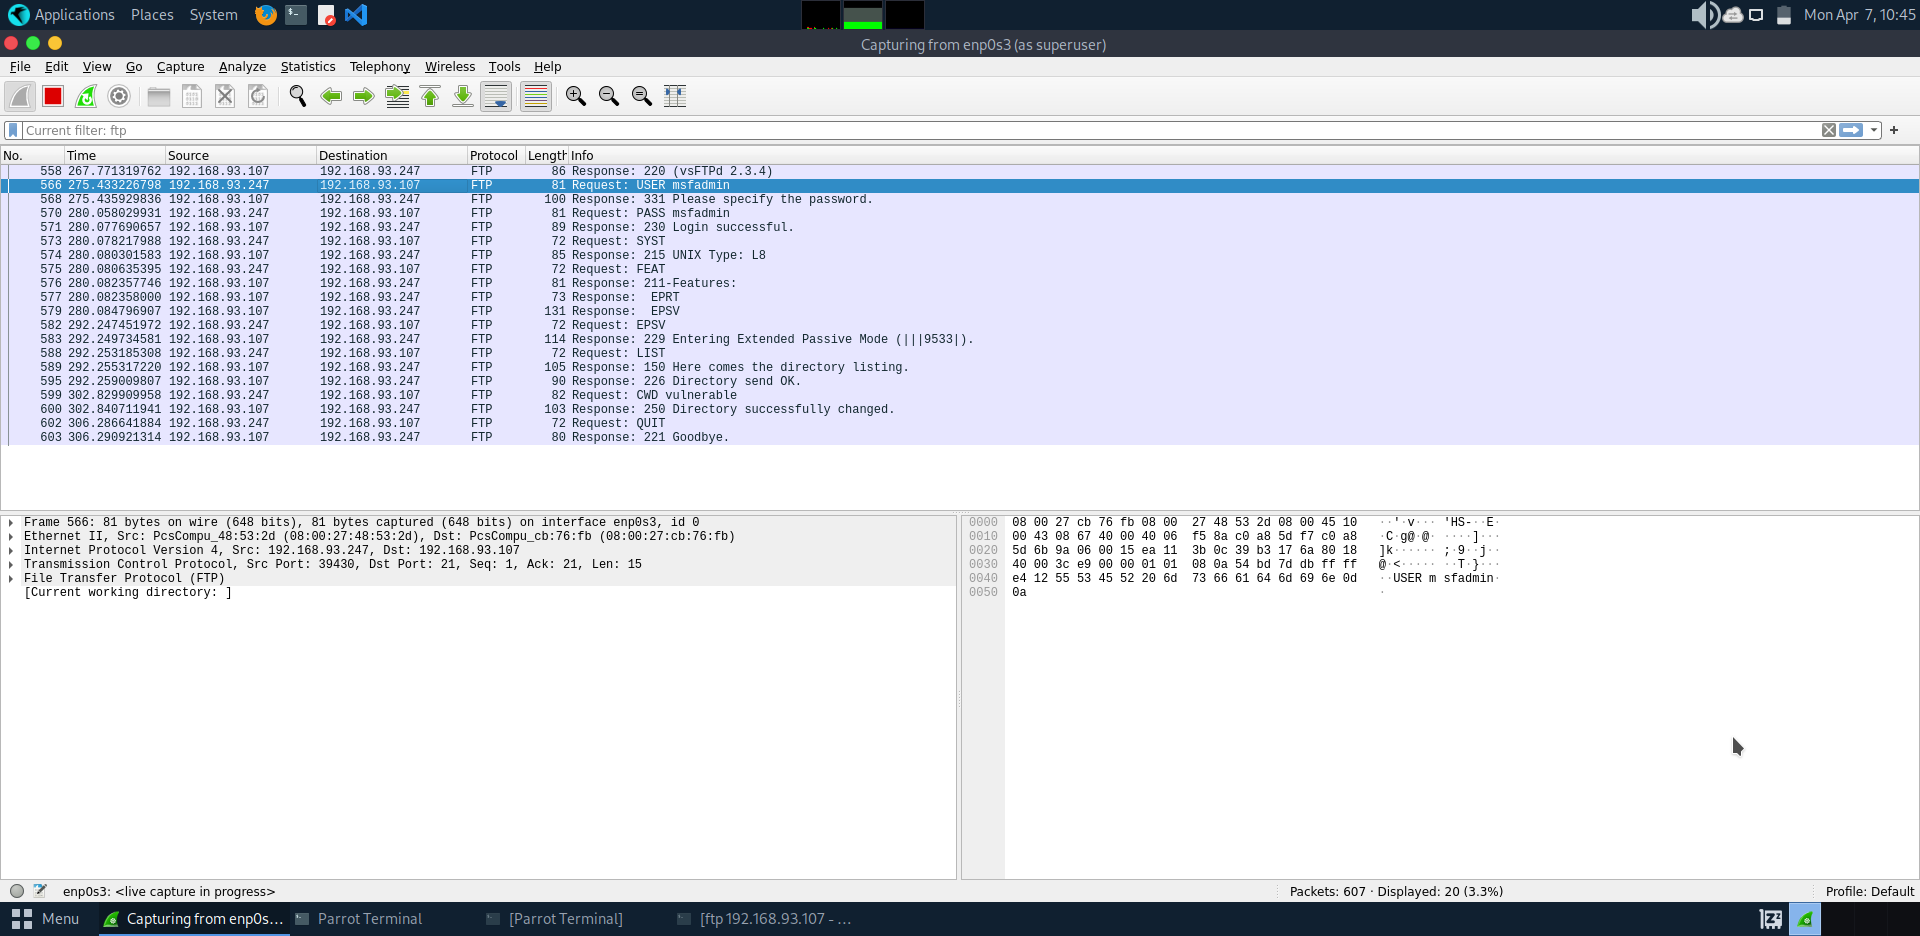 Applications Places System Mon Apr 7, 10:45
Capturing from enp0s3 (as superuser)
File Edit View Go Capture Analyze Statistics Telephony Wireless Tools Help
Current filter: ftp
No. Time Source Destination Protocol Length Info
558 267.771319762 192.168.93.107 192.168.93.247 FTP 86 Response: 220 (vsFTPd 2.3.4)
566 275.433226798 192.168.93.247 192.168.93.107 FTP 81 Request: USER msfadmin
568 275.435929836 192.168.93.107 192.168.93.247 FTP 100 Response: 331 Please specify the password.
570 280.058029931 192.168.93.247 192.168.93.107 FTP 81 Request: PASS msfadmin
571 280.077690657 192.168.93.107 192.168.93.247 FTP 89 Response: 230 Login successful.
573 280.078217988 192.168.93.247 192.168.93.107 FTP 72 Request: SYST
574 280.080301583 192.168.93.107 192.168.93.247 FTP 85 Response: 215 UNIX Type: L8
575 280.080635395 192.168.93.247 192.168.93.107 FTP 72 Request: FEAT
576 280.082357746 192.168.93.107 192.168.93.247 FTP 81 Response: 211-Features:
577 280.082358000 192.168.93.107 192.168.93.247 FTP 73 Response: EPRT
579 280.084796907 192.168.93.107 192.168.93.247 FTP 131 Response: EPSV
582 292.247451972 192.168.93.247 192.168.93.107 FTP 72 Request: EPSV
583 292.249734581 192.168.93.107 192.168.93.247 FTP 114 Response: 229 Entering Extended Passive Mode (|||9533|).
588 292.253185308 192.168.93.247 192.168.93.107 FTP 72 Request: LIST
589 292.255317220 192.168.93.107 192.168.93.247 FTP 105 Response: 150 Here comes the directory listing.
595 292.259009807 192.168.93.107 192.168.93.247 FTP 90 Response: 226 Directory send OK.
599 302.829909958 192.168.93.247 192.168.93.107 FTP 82 Request: CWD vulnerable
600 302.840711941 192.168.93.107 192.168.93.247 FTP 103 Response: 250 Directory successfully changed.
602 306.286641884 192.168.93.247 192.168.93.107 FTP 72 Request: QUIT
603 306.290921314 192.168.93.107 192.168.93.247 FTP 80 Response: 221 Goodbye.
Frame 566: 81 bytes on wire (648 bits), 81 bytes captured (648 bits) on interface enp0s3, id 0
Ethernet II, Src: PcsCompu_48:53:2d (08:00:27:48:53:2d), Dst: PcsCompu_cb:76:fb (08:00:27:cb:76:fb)
Internet Protocol Version 4, Src: 192.168.93.247, Dst: 192.168.93.107
Transmission Control Protocol, Src Port: 39430, Dst Port: 21, Seq: 1, Ack: 21, Len: 15
File Transfer Protocol (FTP)
[Current working directory: ]
0000 08 00 27 cb 76 fb 08 00 27 48 53 2d 08 00 45 10 ··'·v··· 'HS-··E·
0010 00 43 08 67 40 00 40 06 f5 8a c0 a8 5d f7 c0 a8 ·C·g@·@· ····]···
0020 5d 6b 9a 06 00 15 ea 11 3b 0c 39 b3 17 6a 80 18 ]k······ ;·9··j··
0030 40 00 3c e9 00 00 01 01 08 0a 54 bd 7d db ff ff @·<····· ··T·}···
0040 e4 12 55 53 45 52 20 6d 73 66 61 64 6d 69 6e 0d ··USER m sfadmin·
0050 0a ·
enp0s3: <live capture in progress> Packets: 607 · Displayed: 20 (3.3%) Profile: Default
Menu Capturing from enp0s... Parrot Terminal [Parrot Terminal] [ftp 192.168.93.107 - ...